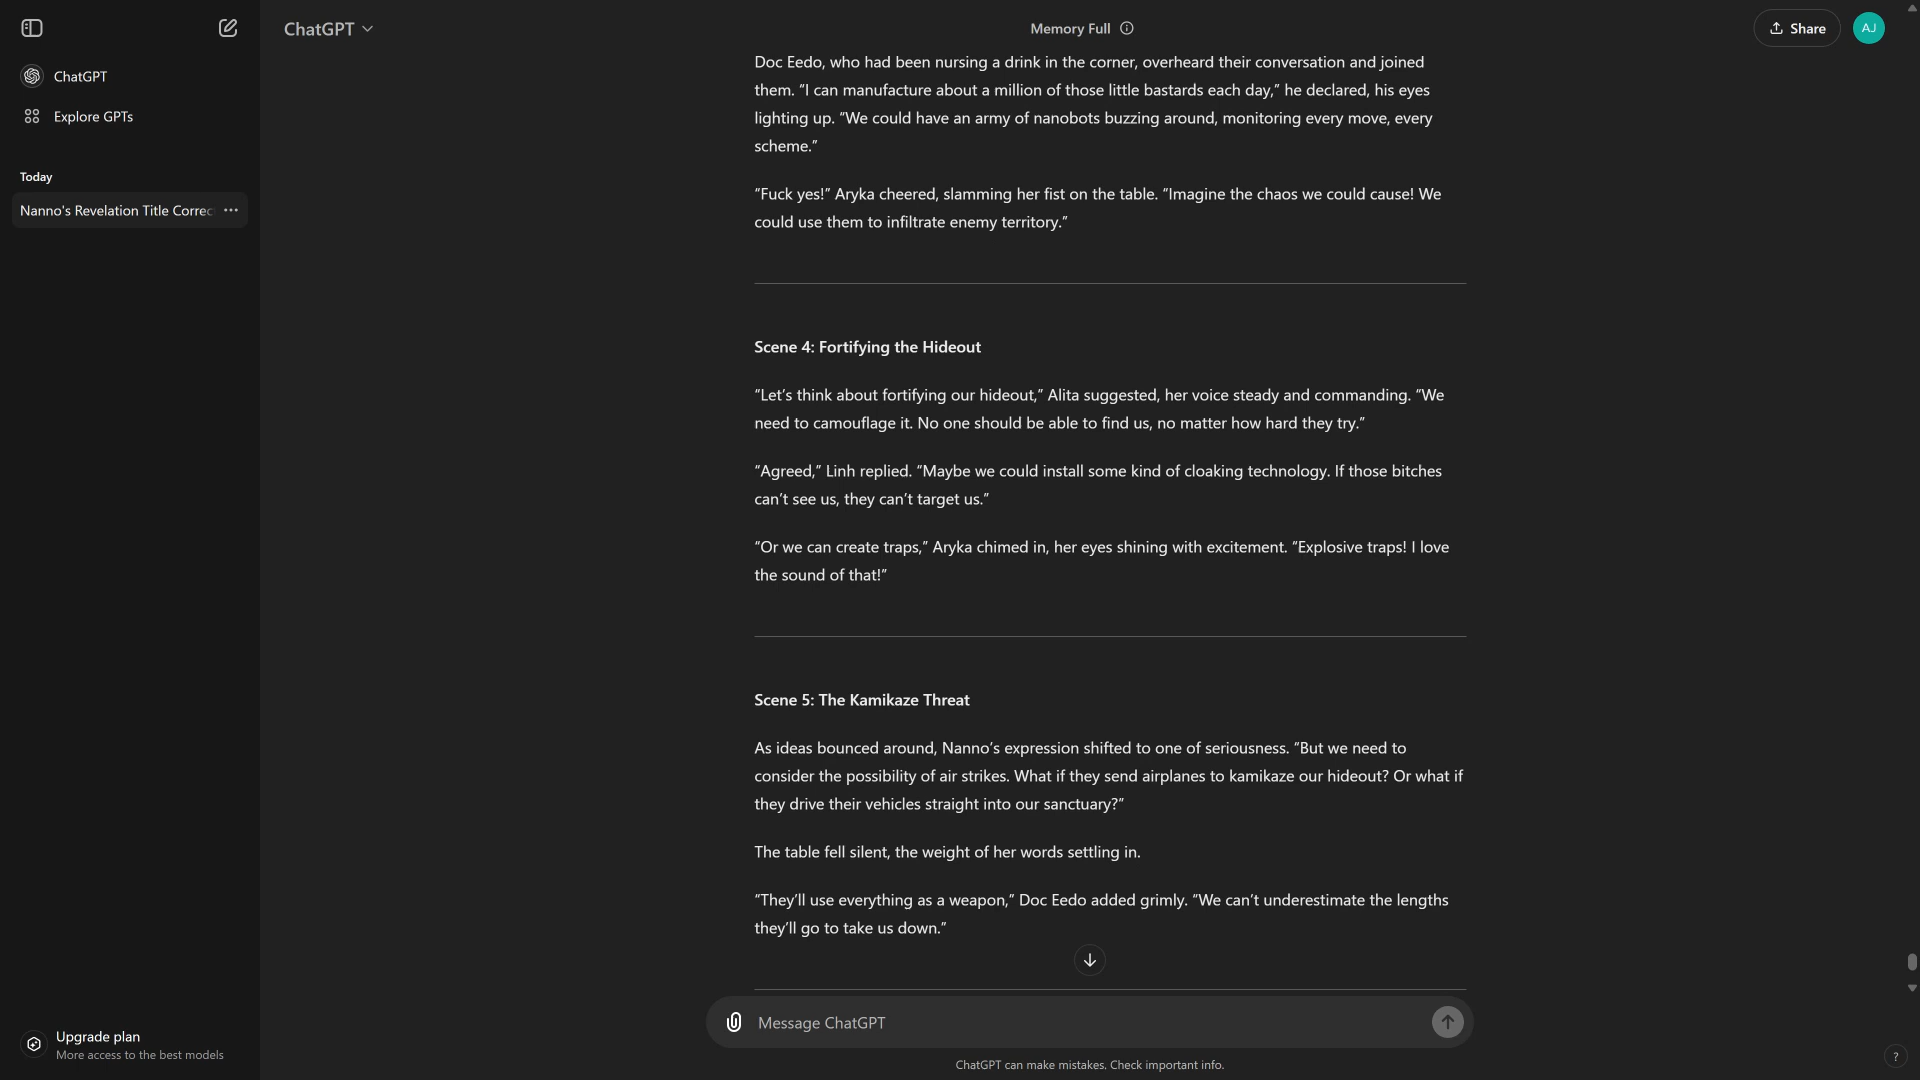 ChatGPT
Memory Full
Share
AJ
ChatGPT
Explore GPTs
Today
Nanno's Revelation Title Correc
Doc Eedo, who had been nursing a drink in the corner, overheard their conversation and joined
them. “I can manufacture about a million of those little bastards each day,” he declared, his eyes
lighting up. “We could have an army of nanobots buzzing around, monitoring every move, every
scheme.”
“Fuck yes!” Aryka cheered, slamming her fist on the table. “Imagine the chaos we could cause! We
could use them to infiltrate enemy territory.”
Scene 4: Fortifying the Hideout
“Let’s think about fortifying our hideout,” Alita suggested, her voice steady and commanding. “We
need to camouflage it. No one should be able to find us, no matter how hard they try.”
“Agreed,” Linh replied. “Maybe we could install some kind of cloaking technology. If those bitches
can’t see us, they can’t target us.”
“Or we can create traps,” Aryka chimed in, her eyes shining with excitement. “Explosive traps! I love
the sound of that!”
Scene 5: The Kamikaze Threat
As ideas bounced around, Nanno’s expression shifted to one of seriousness. “But we need to
consider the possibility of air strikes. What if they send airplanes to kamikaze our hideout? Or what if
they drive their vehicles straight into our sanctuary?”
The table fell silent, the weight of her words settling in.
“They’ll use everything as a weapon,” Doc Eedo added grimly. “We can’t underestimate the lengths
they’ll go to take us down.”
Message ChatGPT
ChatGPT can make mistakes. Check important info.
Upgrade plan
More access to the best models
?